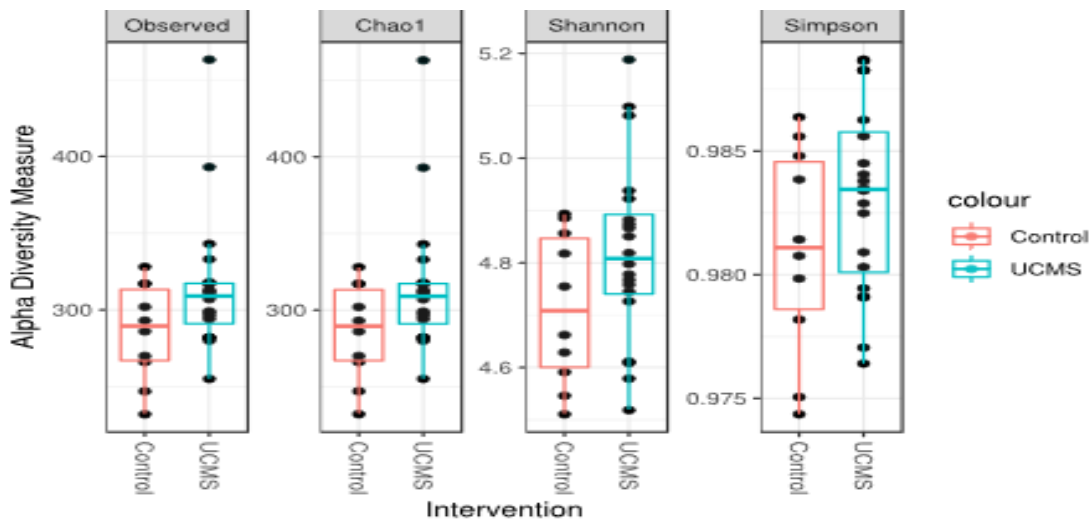 Observed
Chao1
Shannon
Simpson
Alpha Diversity Measure
400
300
400
300
5.2
5.0
4.8
4.6
0.985
0.980
0.975
Control
UCMS
Control
UCMS
Control
UCMS
Control
UCMS
Intervention
colour
Control
UCMS